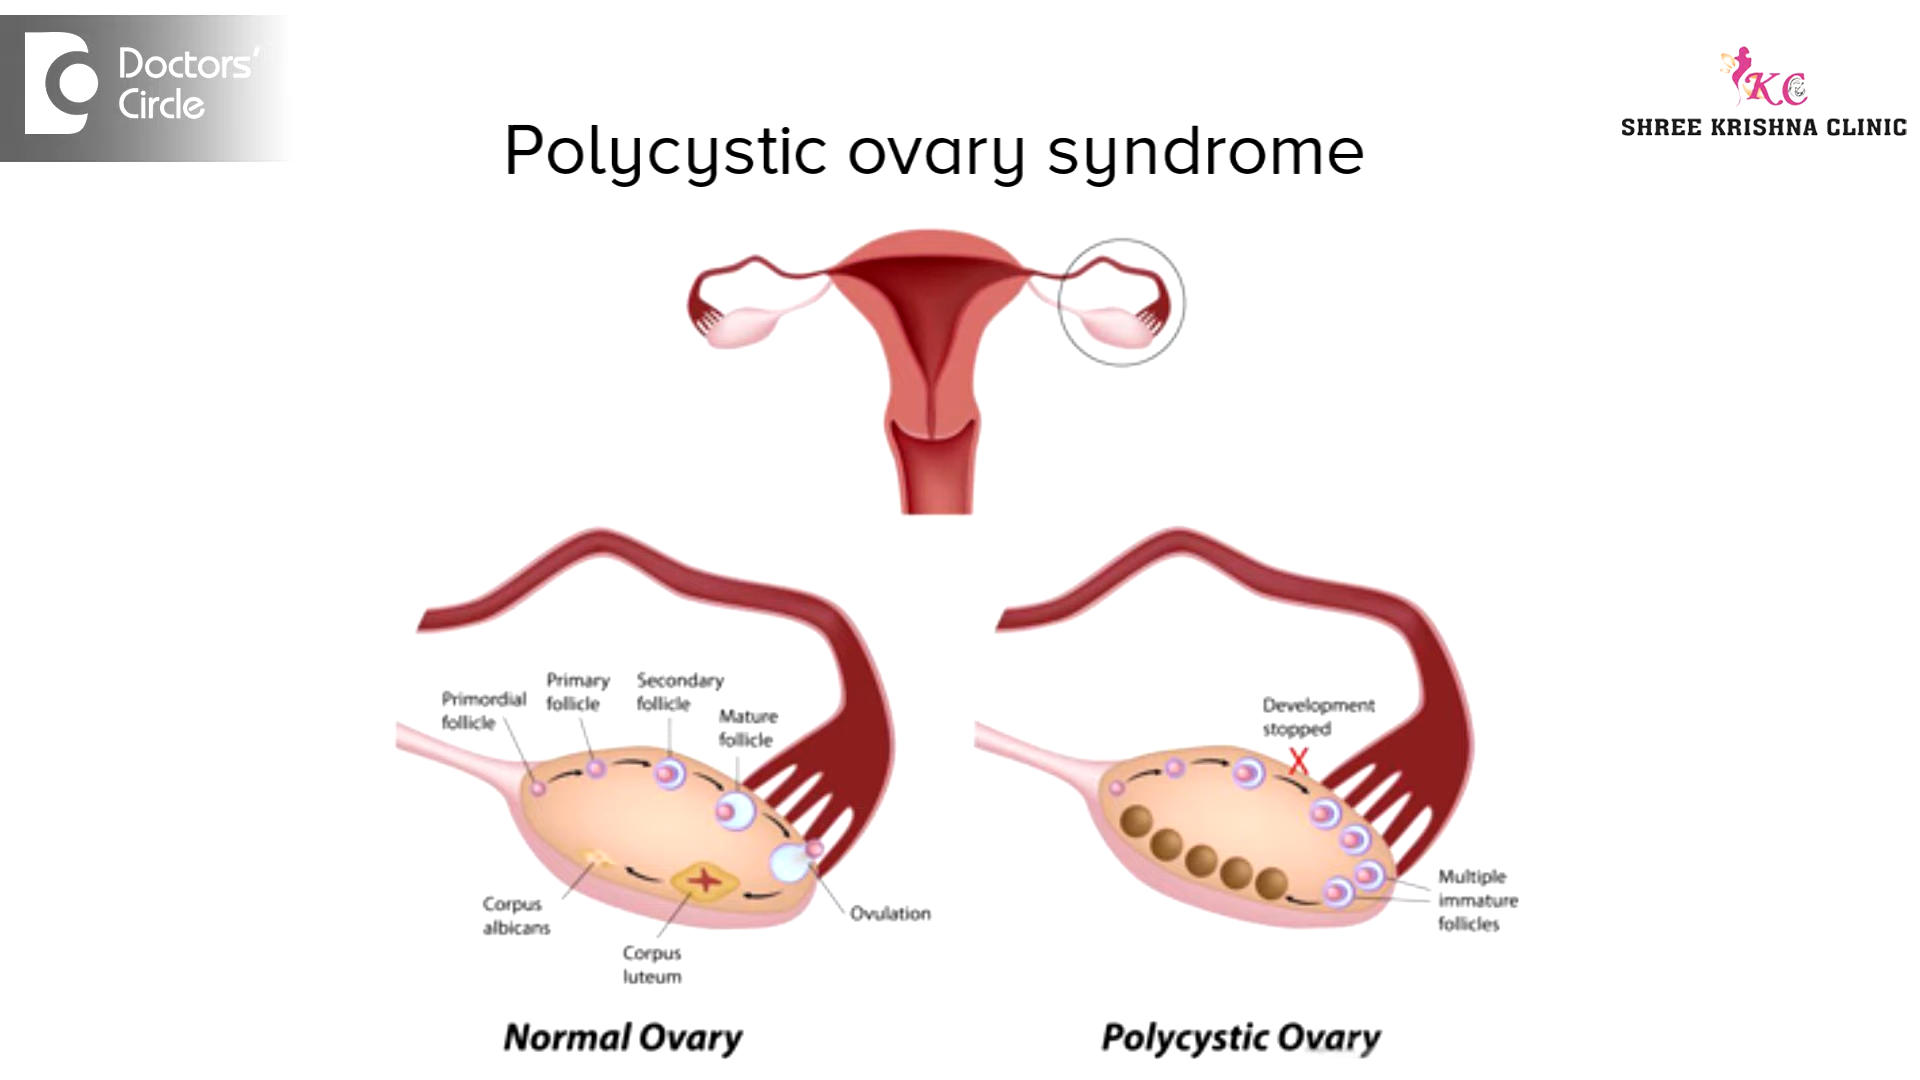 Doctors'
Circle
KC
SHREE KRISHNA CLINIC
Polycystic ovary syndrome
Primordial
follicle
Primary
follicle
Secondary
follicle
Mature
follicle
Ovulation
Corpus
luteum
Corpus
albicans
Normal Ovary
Development
stopped
X
Multiple
immature
follicles
Polycystic Ovary